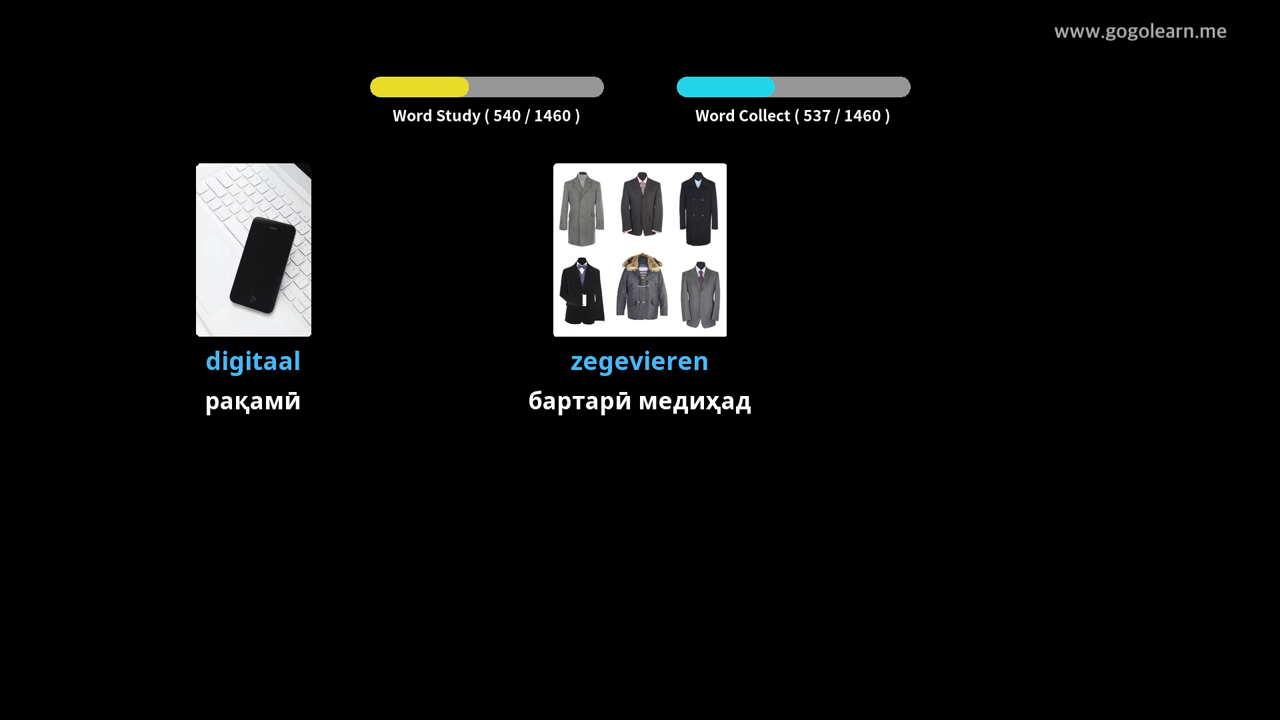 www.gogolearn.me
Word Study ( 540 / 1460 )
Word Collect ( 537 / 1460 )
digitaal
рақамӣ
zegevieren
бартарӣ медиҳад